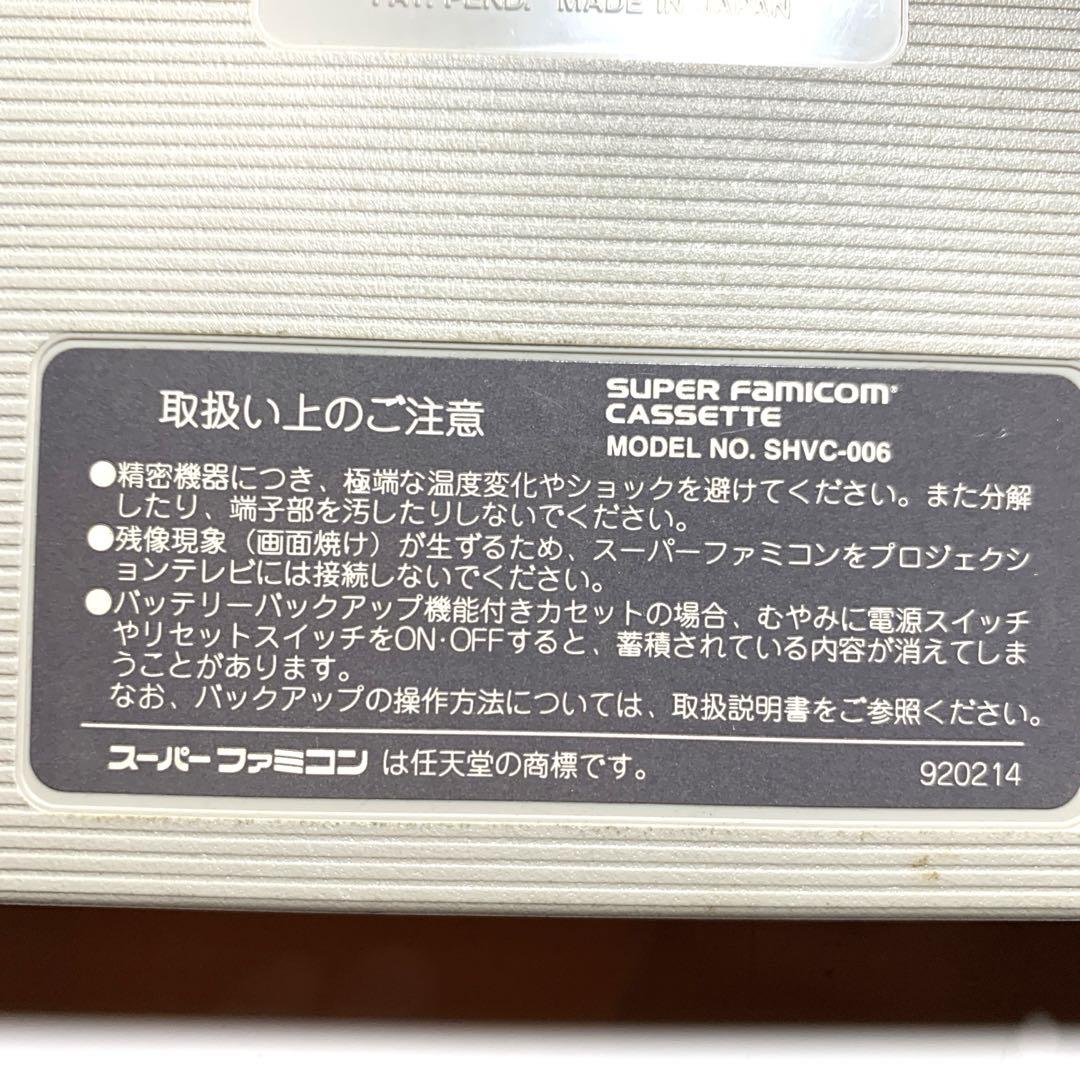 PAT. PEND. MADE IN JAPAN
取扱い上のご注意
SUPER FAMICOM®
CASSETTE
MODEL NO. SHVC-006
●精密機器につき、極端な温度変化やショックを避けてください。また分解
したり、端子部を汚したりしないでください。
●残像現象（画面焼け）が生ずるため、スーパーファミコンをプロジェクシ
ョンテレビには接続しないでください。
●バッテリーバックアップ機能付きカセットの場合、むやみに電源スイッチ
やリセットスイッチをON・OFFすると、蓄積されている内容が消えてしま
うことがあります。
なお、バックアップの操作方法については、取扱説明書をご参照ください。
スーパーファミコンは任天堂の商標です。
920214